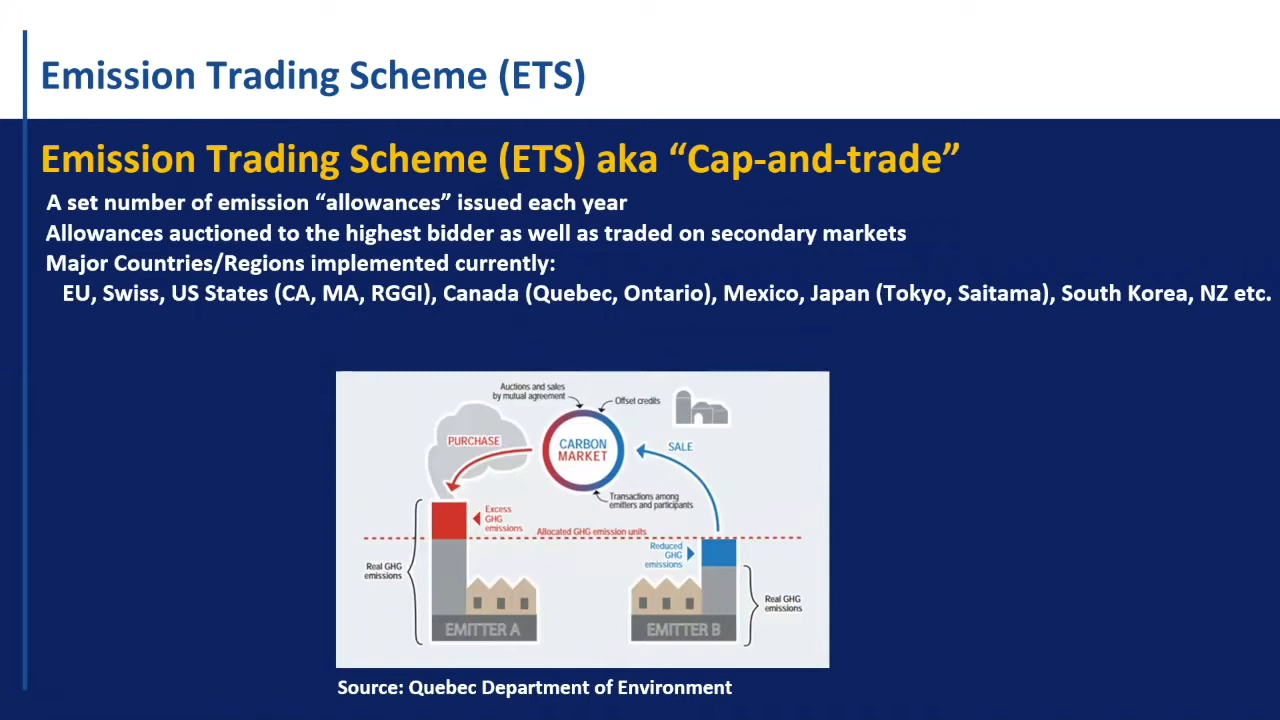 Emission Trading Scheme (ETS)
Emission Trading Scheme (ETS) aka “Cap-and-trade”
A set number of emission “allowances” issued each year
Allowances auctioned to the highest bidder as well as traded on secondary markets
Major Countries/Regions implemented currently:
EU, Swiss, US States (CA, MA, RGGI), Canada (Quebec, Ontario), Mexico, Japan (Tokyo, Saitama), South Korea, NZ etc.
Auctions and sales
by mutual agreement
Offset credits
PURCHASE
CARBON
MARKET
SALE
Transactions among
emitters and participants
Excess
GHG
emissions
Allocated GHG emission units
Reduced
GHG
emissions
Real GHG
emissions
Real GHG
emissions
EMITTER A
EMITTER B
Source: Quebec Department of Environment